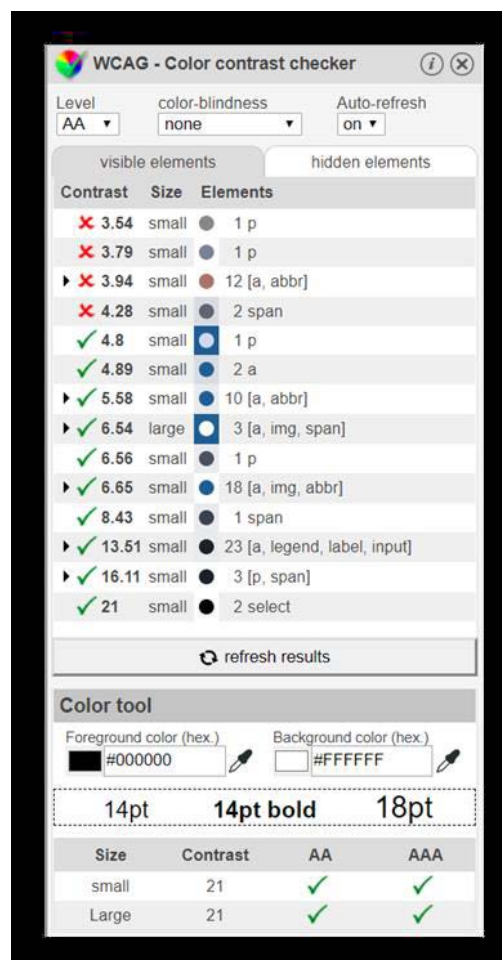 WCAG - Color contrast checker
Level color-blindness Auto-refresh
AA none on
visible elements hidden elements
Contrast Size Elements
3.54 small 1 p
3.79 small 1 p
3.94 small 12 [a, abbr]
4.28 small 2 span
4.8 small 1 p
4.89 small 2 a
5.58 small 10 [a, abbr]
6.54 large 3 [a, img, span]
6.56 small 1 p
6.65 small 18 [a, img, abbr]
8.43 small 1 span
13.51 small 23 [a, legend, label, input]
16.11 small 3 [p, span]
21 small 2 select
refresh results
Color tool
Foreground color (hex.) Background color (hex.)
#000000 #FFFFFF
14pt 14pt bold 18pt
Size Contrast AA AAA
small 21
Large 21